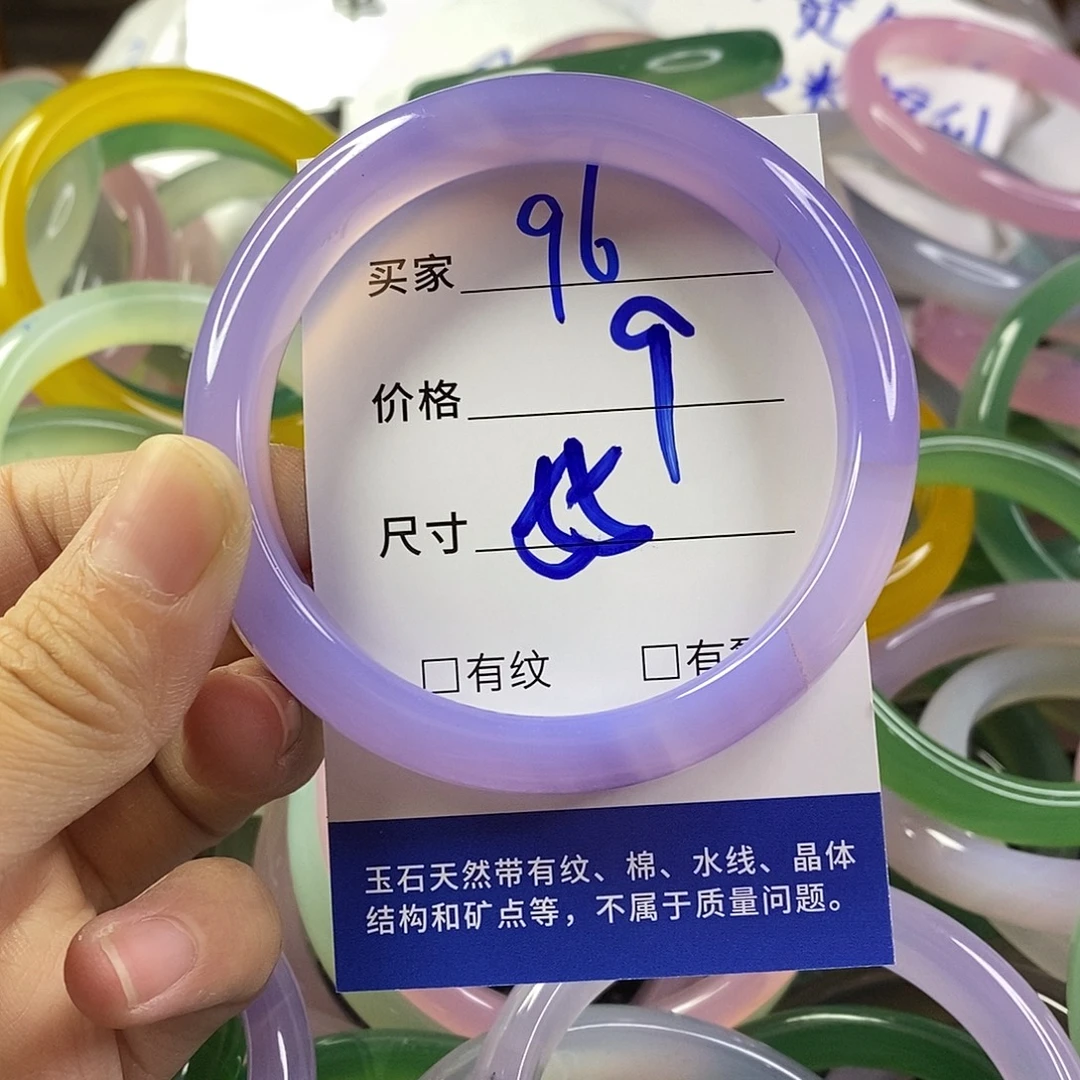 买家 96
价格 9
尺寸
□有纹 □有
玉石天然带有纹、棉、水线、晶体
结构和矿点等，不属于质量问题。